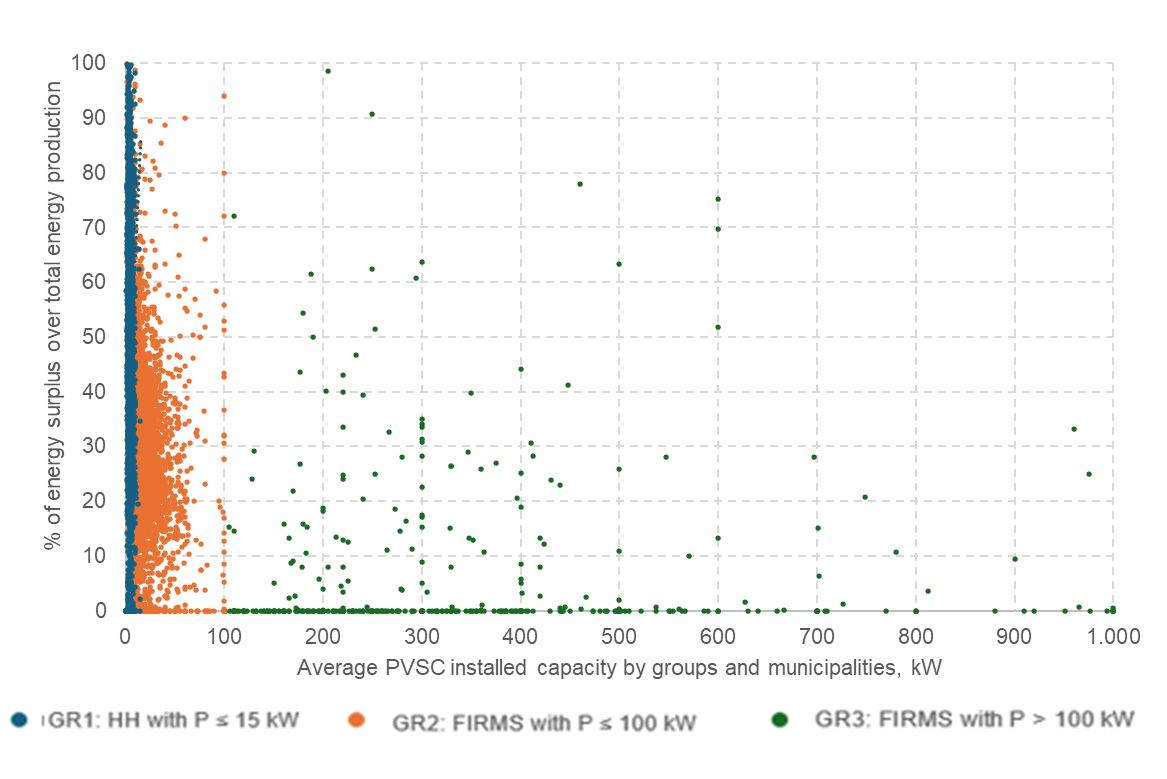 % of energy surplus over total energy production
100
90
80
70
60
50
40
30
20
10
0
0 100 200 300 400 500 600 700 800 900 1.000
Average PVSC installed capacity by groups and municipalities, kW
GR1: HH with P ≤ 15 kW GR2: FIRMS with P ≤ 100 kW GR3: FIRMS with P > 100 kW